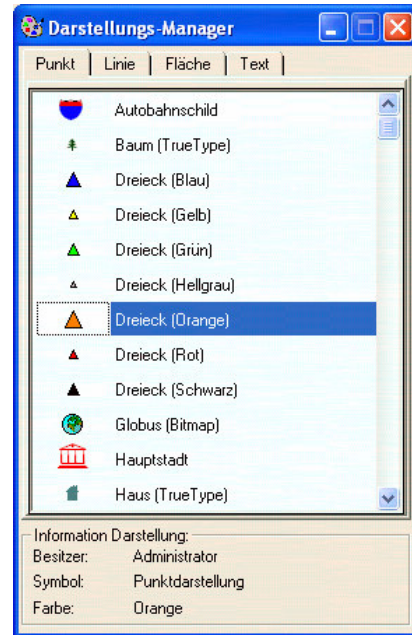 Darstellungs-Manager
Punkt Linie Fläche Text
Autobahnschild
Baum (TrueType)
Dreieck (Blau)
Dreieck (Gelb)
Dreieck (Grün)
Dreieck (Hellgrau)
Dreieck (Orange)
Dreieck (Rot)
Dreieck (Schwarz)
Globus (Bitmap)
Hauptstadt
Haus (TrueType)
Information Darstellung:
Besitzer: Administrator
Symbol: Punktdarstellung
Farbe: Orange